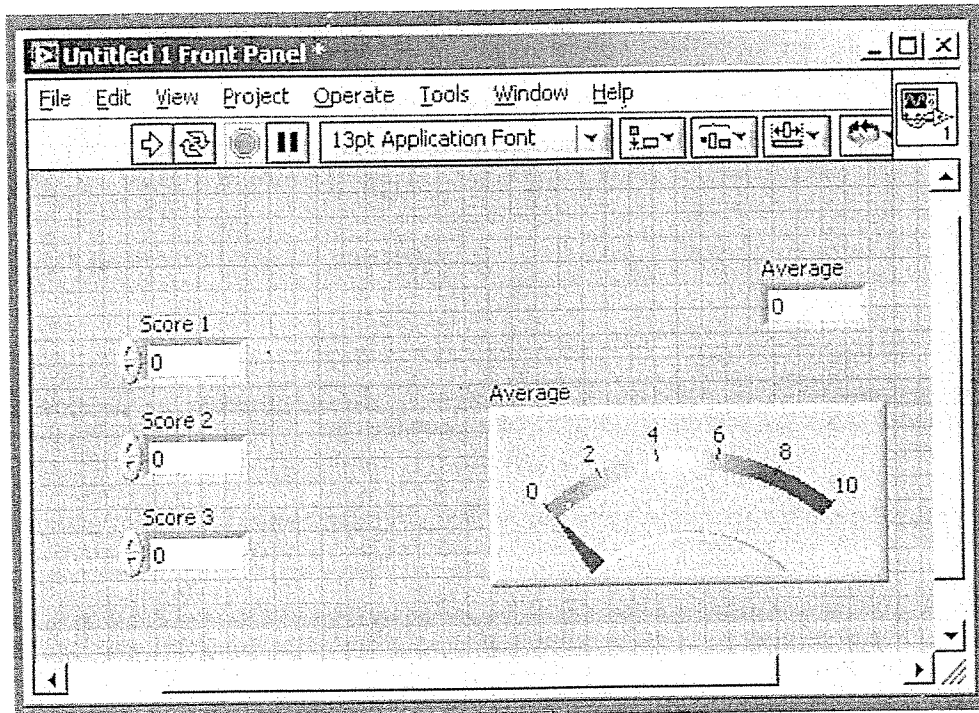 Untitled 1 Front Panel *
File Edit View Project Operate Tools Window Help
13pt Application Font
1
Average
0
Score 1
0
Average
Score 2
0
0 2 4 6 8 10
Score 3
0